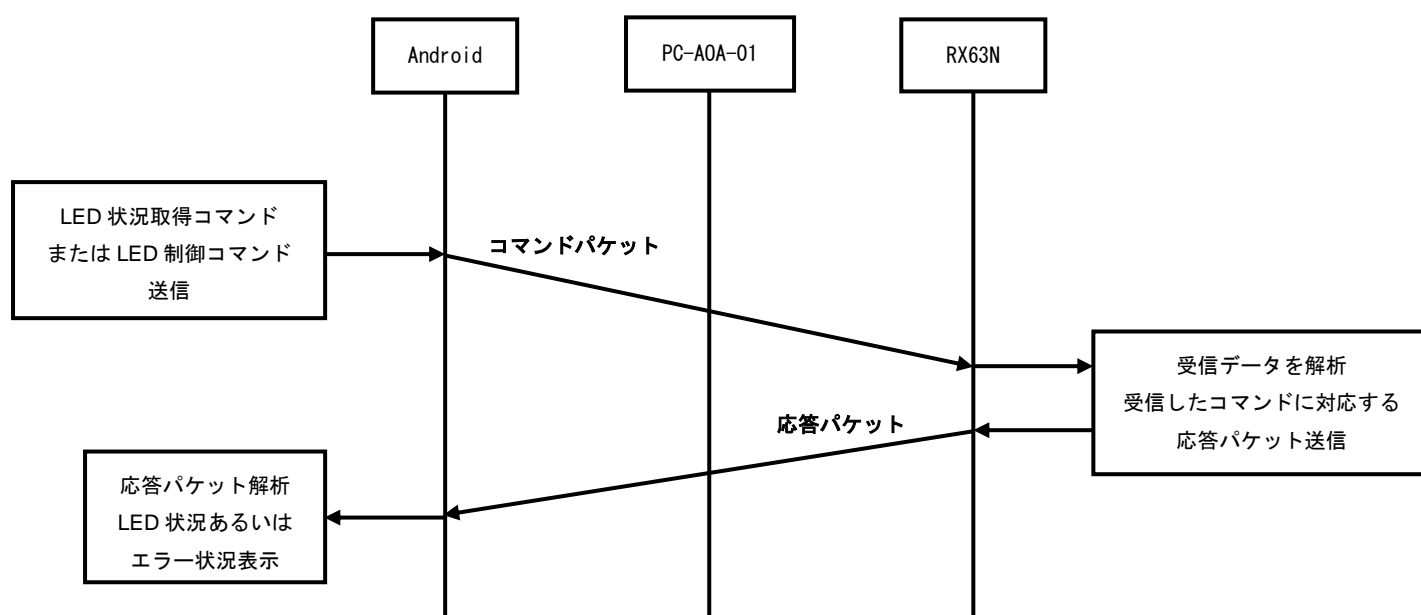 Android
PC-AOA-01
RX63N
LED 状況取得コマンド
または LED 制御コマンド
送信
コマンドパケット
受信データを解析
受信したコマンドに対応する
応答パケット送信
応答パケット
応答パケット解析
LED 状況あるいは
エラー状況表示